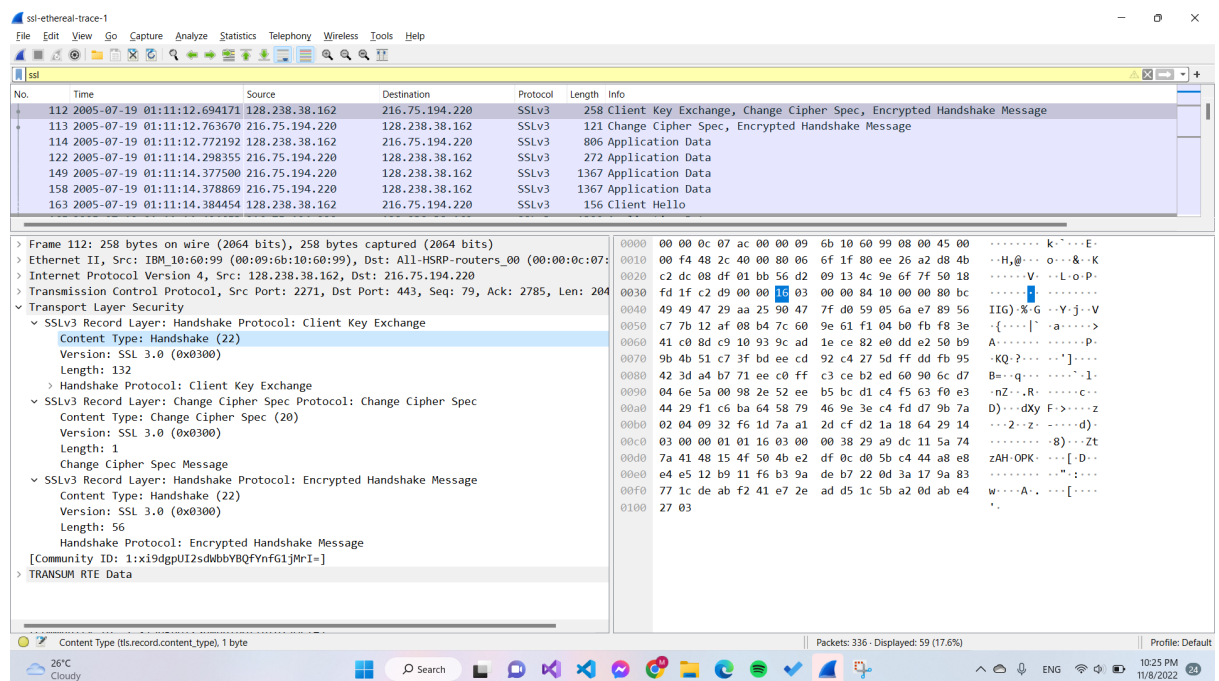 ssl-ethereal-trace-1
File Edit View Go Capture Analyze Statistics Telephony Wireless Tools Help
ssl
No. Time Source Destination Protocol Length Info
112 2005-07-19 01:11:12.694171 128.238.38.162 216.75.194.220 SSLv3 258 Client Key Exchange, Change Cipher Spec, Encrypted Handshake Message
113 2005-07-19 01:11:12.763670 216.75.194.220 128.238.38.162 SSLv3 121 Change Cipher Spec, Encrypted Handshake Message
114 2005-07-19 01:11:12.772192 128.238.38.162 216.75.194.220 SSLv3 806 Application Data
122 2005-07-19 01:11:14.298355 216.75.194.220 128.238.38.162 SSLv3 272 Application Data
149 2005-07-19 01:11:14.377500 216.75.194.220 128.238.38.162 SSLv3 1367 Application Data
158 2005-07-19 01:11:14.378869 216.75.194.220 128.238.38.162 SSLv3 1367 Application Data
163 2005-07-19 01:11:14.384454 128.238.38.162 216.75.194.220 SSLv3 156 Client Hello
> Frame 112: 258 bytes on wire (2064 bits), 258 bytes captured (2064 bits)
> Ethernet II, Src: IBM_10:60:99 (00:09:6b:10:60:99), Dst: All-HSRP-routers_00 (00:00:0c:07:
> Internet Protocol Version 4, Src: 128.238.38.162, Dst: 216.75.194.220
> Transmission Control Protocol, Src Port: 2271, Dst Port: 443, Seq: 79, Ack: 2785, Len: 204
Transport Layer Security
SSLv3 Record Layer: Handshake Protocol: Client Key Exchange
Content Type: Handshake (22)
Version: SSL 3.0 (0x0300)
Length: 132
> Handshake Protocol: Client Key Exchange
SSLv3 Record Layer: Change Cipher Spec Protocol: Change Cipher Spec
Content Type: Change Cipher Spec (20)
Version: SSL 3.0 (0x0300)
Length: 1
Change Cipher Spec Message
SSLv3 Record Layer: Handshake Protocol: Encrypted Handshake Message
Content Type: Handshake (22)
Version: SSL 3.0 (0x0300)
Length: 56
Handshake Protocol: Encrypted Handshake Message
[Community ID: 1:xi9dgpUI2sdWbbYBQfYnfG1jMrI=]
> TRANSUM RTE Data
0000 00 00 0c 07 ac 00 00 09 6b 10 60 99 08 00 45 00 ········ k·`···E·
0010 00 f4 48 2c 40 00 80 06 6f 1f 80 ee 26 a2 d8 4b ··H,@··· o···&··K
0020 c2 dc 08 df 01 bb 56 d2 09 13 4c 9e 6f 7f 50 18 ······V· ··L·o·P·
0030 fd 1f c2 d9 00 00 16 03 00 00 84 10 00 00 80 bc ········ ········
0040 49 49 47 29 aa 25 90 47 7f d0 59 05 6a e7 89 56 IIG)·%·G ··Y·j··V
0050 c7 7b 12 af 08 b4 7c 60 9e 61 f1 04 b0 fb f8 3e ·{····|` ·a·····>
0060 41 c0 8d c9 10 93 9c ad 1e ce 82 e0 dd e2 50 b9 A······· ······P·
0070 9b 4b 51 c7 3f bd ee cd 92 c4 27 5d ff dd fb 95 ·KQ·?··· ··']····
0080 42 3d a4 b7 71 ee c0 ff c3 ce b2 ed 60 90 6c d7 B=··q··· ····`·l·
0090 04 6e 5a 00 98 2e 52 ee b5 bc d1 c4 f5 63 f0 e3 ·nZ··.R· ·····c··
00a0 44 29 f1 c6 ba 64 58 79 46 9e 3e c4 fd d7 9b 7a D)···dXy F·>····z
00b0 02 04 09 32 f6 1d 7a a1 2d cf d2 1a 18 64 29 14 ···2··z· -····d)·
00c0 03 00 00 01 01 16 03 00 00 38 29 a9 dc 11 5a 74 ········ ·8)···Zt
00d0 7a 41 48 15 4f 50 4b e2 df 0c d0 5b c4 44 a8 e8 zAH·OPK· ···[·D··
00e0 e4 e5 12 b9 11 f6 b3 9a de b7 22 0d 3a 17 9a 83 ········ ··"·:···
00f0 77 1c de ab f2 41 e7 2e ad d5 1c 5b a2 0d ab e4 w····A·. ···[····
0100 27 03 '·
Content Type (tls.record.content_type), 1 byte
Packets: 336 · Displayed: 59 (17.6%)
Profile: Default
26°C
Cloudy
Search
M
ENG
10:25 PM
11/8/2022
24